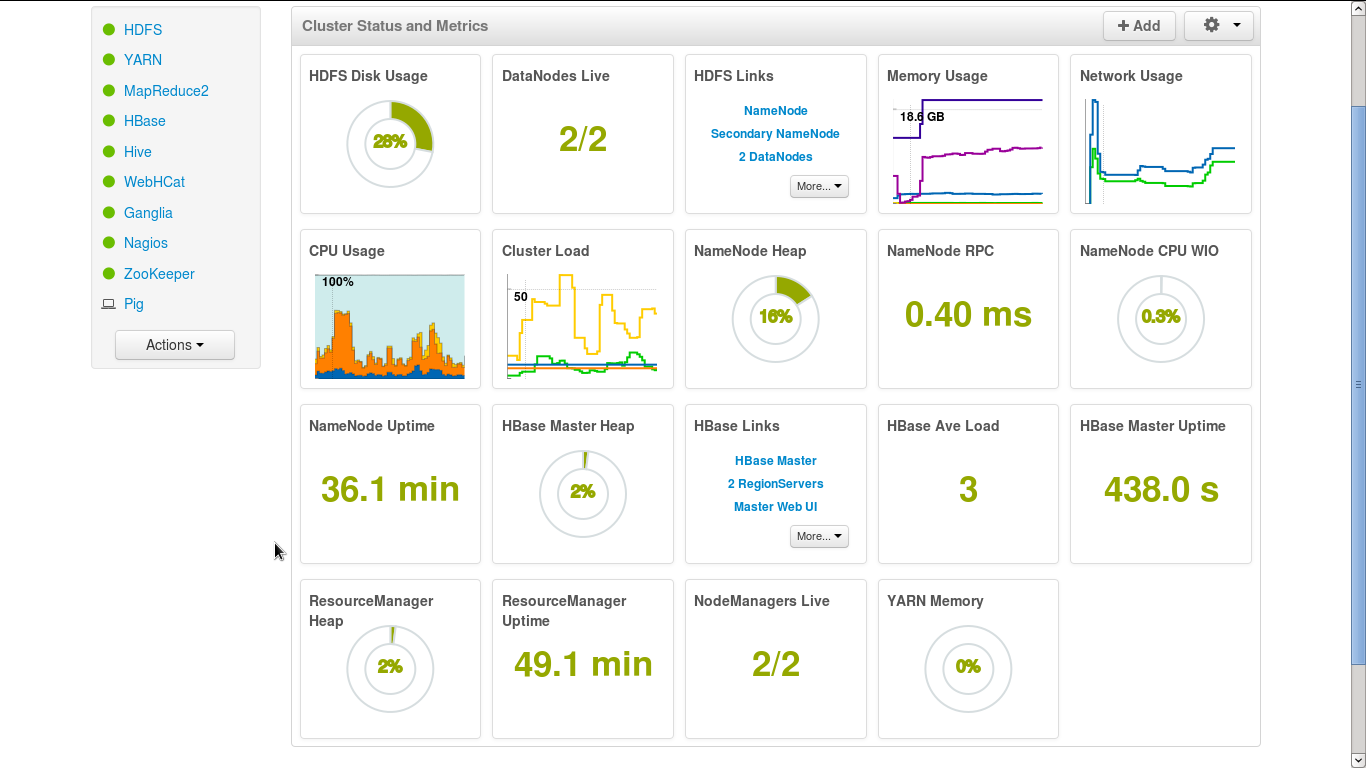 HDFS
YARN
MapReduce2
HBase
Hive
WebHCat
Ganglia
Nagios
ZooKeeper
Pig
Actions
Cluster Status and Metrics
Add
HDFS Disk Usage
28%
DataNodes Live
2/2
HDFS Links
NameNode
Secondary NameNode
2 DataNodes
More...
Memory Usage
18.6 GB
Network Usage
CPU Usage
100%
Cluster Load
50
NameNode Heap
16%
NameNode RPC
0.40 ms
NameNode CPU WIO
0.3%
NameNode Uptime
36.1 min
HBase Master Heap
2%
HBase Links
HBase Master
2 RegionServers
Master Web UI
More...
HBase Ave Load
3
HBase Master Uptime
438.0 s
ResourceManager
Heap
2%
ResourceManager
Uptime
49.1 min
NodeManagers Live
2/2
YARN Memory
0%